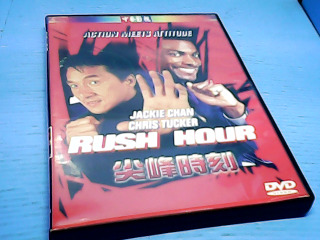 ACTION MEETS ATTITUDE
JACKIE CHAN
CHRIS TUCKER
RUSH HOUR
尖峰時刻
DVD